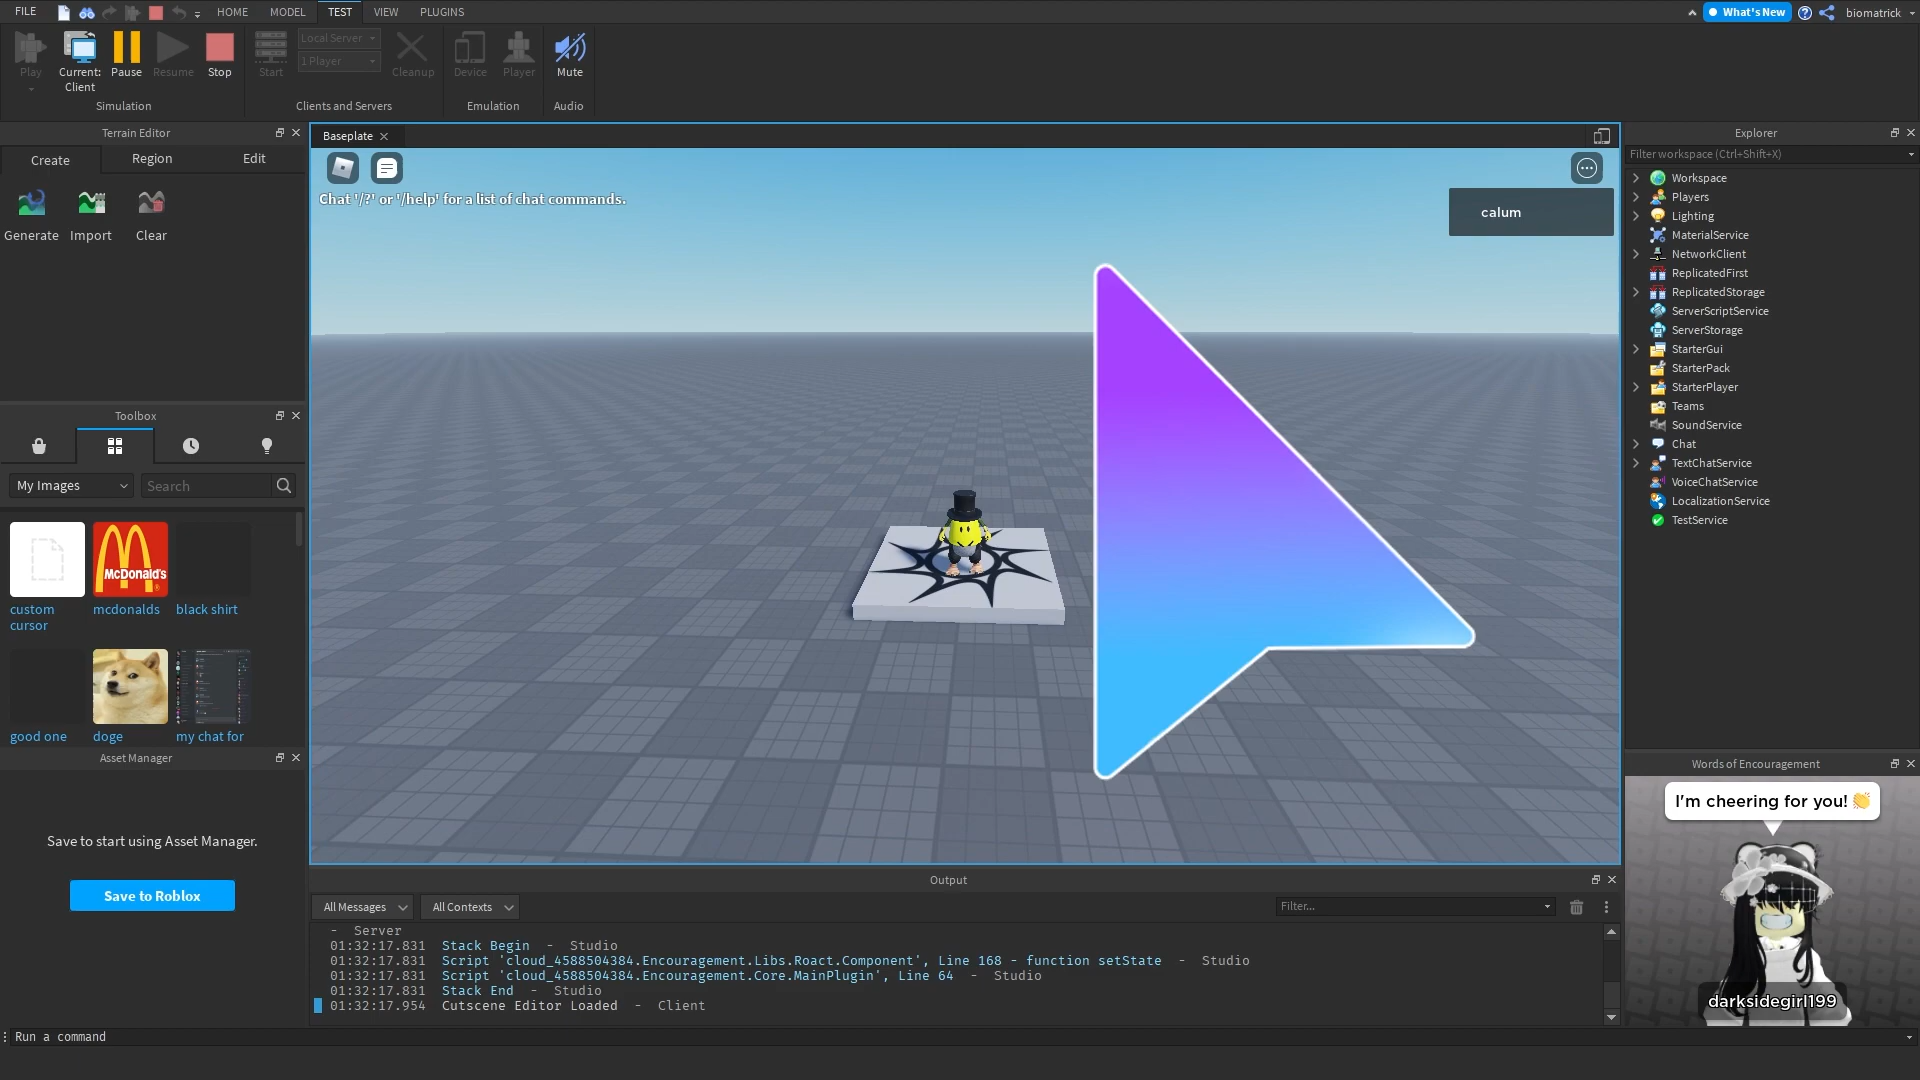 FILE
HOME
MODEL
TEST
VIEW
PLUGINS
What's New
biomatrick
Play
Current:
Client
Pause
Resume
Stop
Simulation
Start
Local Server
1 Player
Cleanup
Clients and Servers
Device
Player
Emulation
Mute
Audio
Terrain Editor
Create
Region
Edit
Generate
Import
Clear
Toolbox
My Images
Search
custom
cursor
McDonald's
mcdonalds
black shirt
good one
doge
my chat for
Asset Manager
Save to start using Asset Manager.
Save to Roblox
Baseplate
Chat '/?' or '/help' for a list of chat commands.
calum
Output
All Messages
All Contexts
Filter...
- Server
01:32:17.831 Stack Begin - Studio
01:32:17.831 Script 'cloud_4588504384.Encouragement.Libs.Roact.Component', Line 168 - function setState - Studio
01:32:17.831 Script 'cloud_4588504384.Encouragement.Core.MainPlugin', Line 64 - Studio
01:32:17.831 Stack End - Studio
01:32:17.954 Cutscene Editor Loaded - Client
Run a command
Explorer
Filter workspace (Ctrl+Shift+X)
Workspace
Players
Lighting
MaterialService
NetworkClient
ReplicatedFirst
ReplicatedStorage
ServerScriptService
ServerStorage
StarterGui
StarterPack
StarterPlayer
Teams
SoundService
Chat
TextChatService
VoiceChatService
LocalizationService
TestService
Words of Encouragement
I'm cheering for you! 👏
darksidegirl199